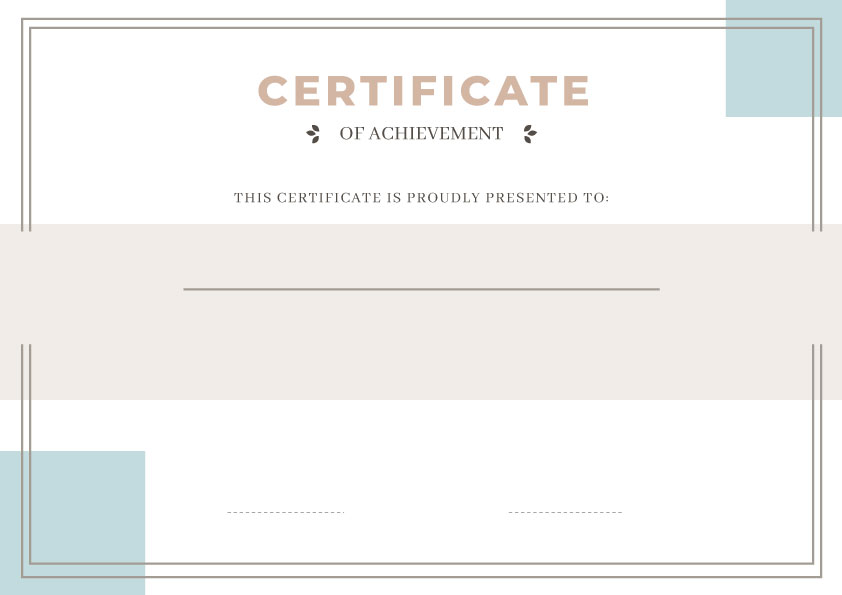 CERTIFICATE
OF ACHIEVEMENT
THIS CERTIFICATE IS PROUDLY PRESENTED TO: